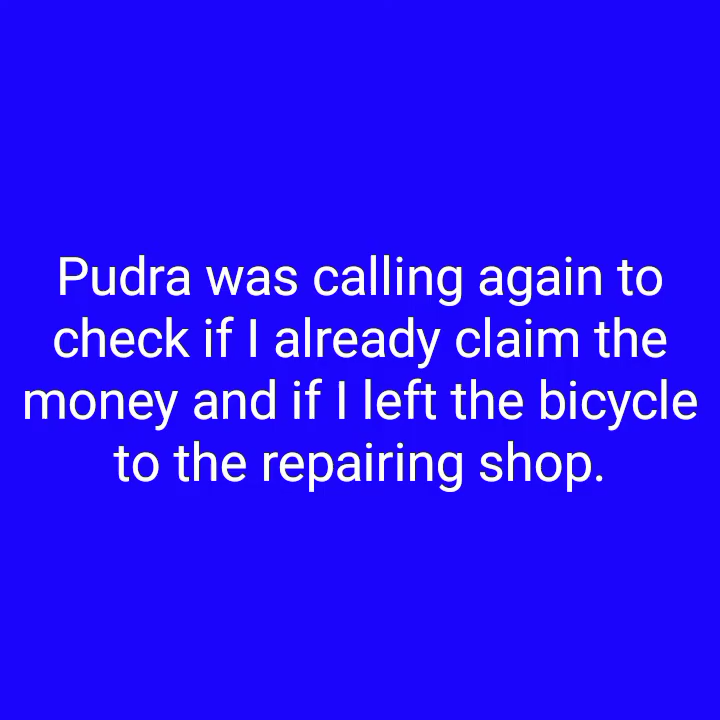 Pudra was calling again to
check if I already claim the
money and if I left the bicycle
to the repairing shop.